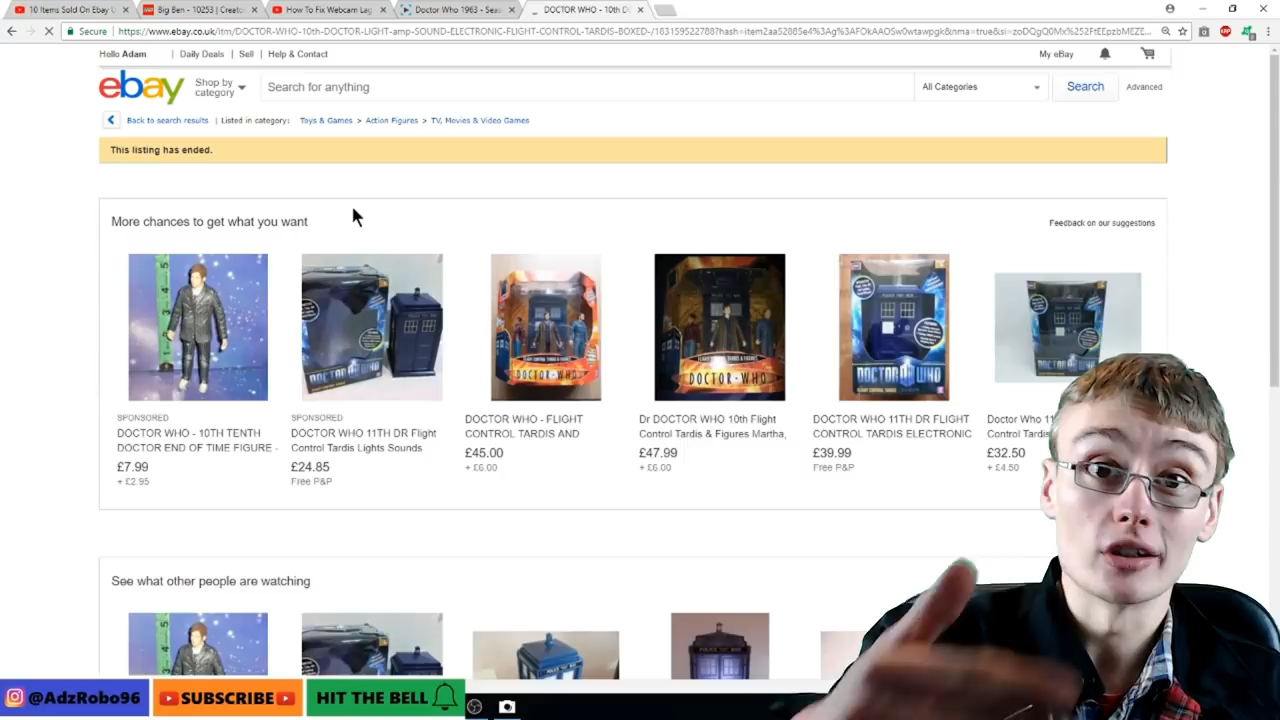 10 Items Sold On Ebay
Big Ben - 10253 | Creato
How To Fix Webcam Lag
Doctor Who 1963 - Seas
DOCTOR WHO - 10th D
Secure
Hello Adam
Daily Deals
Sell
Help & Contact
My eBay
ebay
Shop by category
Search for anything
All Categories
Search
Advanced
Back to search results
Listed in category:
Toys & Games
Action Figures
TV, Movies & Video Games
This listing has ended.
More chances to get what you want
Feedback on our suggestions
SPONSORED
DOCTOR WHO - 10TH TENTH
DOCTOR END OF TIME FIGURE -
£7.99
+ £2.95
SPONSORED
DOCTOR WHO 11TH DR Flight
Control Tardis Lights Sounds
£24.85
Free P&P
DOCTOR WHO - FLIGHT
CONTROL TARDIS AND
£45.00
+ £6.00
Dr DOCTOR WHO 10th Flight
Control Tardis & Figures Martha,
£47.99
+ £6.00
DOCTOR WHO 11TH DR FLIGHT
CONTROL TARDIS ELECTRONIC
£39.99
Free P&P
Doctor Who 11
Control Tardis
£32.50
+ £4.50
See what other people are watching
@AdzRobo96
SUBSCRIBE
HIT THE BELL